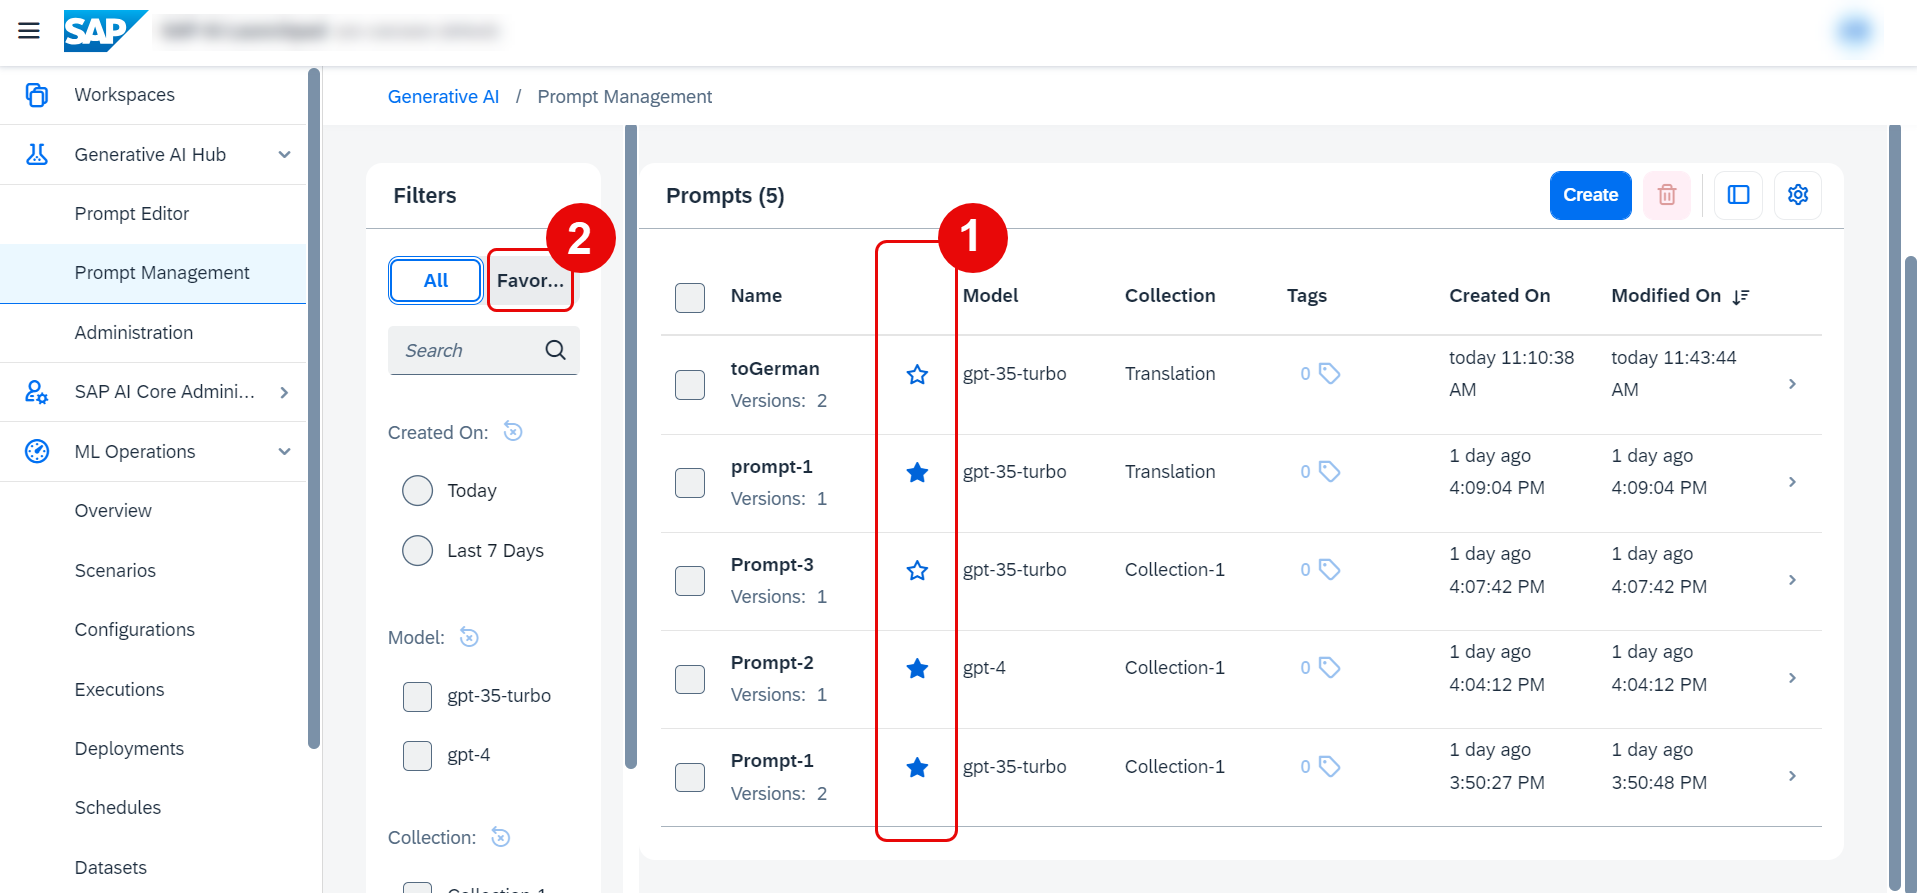 SAP
Workspaces
Generative AI Hub
Prompt Editor
Prompt Management
Administration
SAP AI Core Admini...
ML Operations
Overview
Scenarios
Configurations
Executions
Deployments
Schedules
Datasets
Generative AI / Prompt Management
Filters
2
All
Favor...
Search
Created On:
Today
Last 7 Days
Model:
gpt-35-turbo
gpt-4
Collection:
Collection-1
Prompts (5)
Create
1
Name Model Collection Tags Created On Modified On
toGerman gpt-35-turbo Translation 0 today 11:10:38 today 11:43:44
Versions: 2 AM AM
prompt-1 gpt-35-turbo Translation 0 1 day ago 1 day ago
Versions: 1 4:09:04 PM 4:09:04 PM
Prompt-3 gpt-35-turbo Collection-1 0 1 day ago 1 day ago
Versions: 1 4:07:42 PM 4:07:42 PM
Prompt-2 gpt-4 Collection-1 0 1 day ago 1 day ago
Versions: 1 4:04:12 PM 4:04:12 PM
Prompt-1 gpt-35-turbo Collection-1 0 1 day ago 1 day ago
Versions: 2 3:50:27 PM 3:50:48 PM